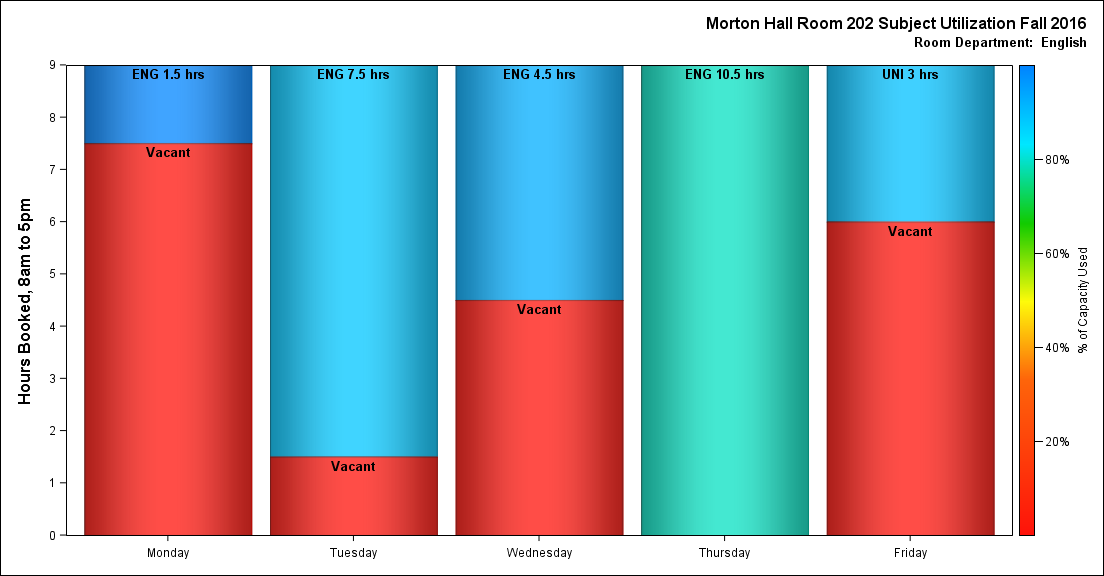 Morton Hall Room 202 Subject Utilization Fall 2016
Room Department: English
Hours Booked, 8am to 5pm
9
8
7
6
5
4
3
2
1
0
ENG 1.5 hrs
Vacant
ENG 7.5 hrs
Vacant
ENG 4.5 hrs
Vacant
ENG 10.5 hrs
UNI 3 hrs
Vacant
Monday
Tuesday
Wednesday
Thursday
Friday
80%
60%
40%
20%
% of Capacity Used